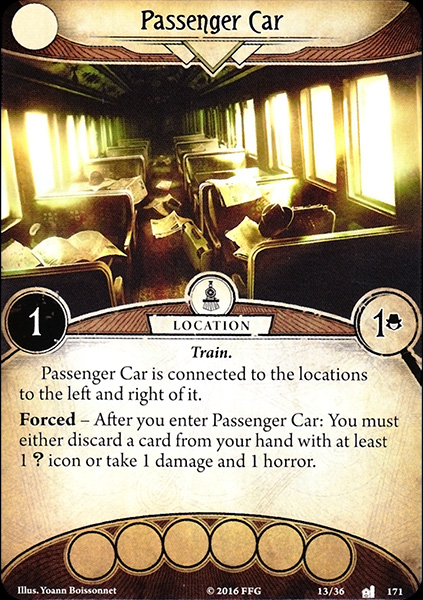 Passenger Car
1
LOCATION
1
Train.
Passenger Car is connected to the locations
to the left and right of it.
Forced – After you enter Passenger Car: You must
either discard a card from your hand with at least
1 ? icon or take 1 damage and 1 horror.
Illus. Yoann Boissonnet © 2016 FFG 13/36 171